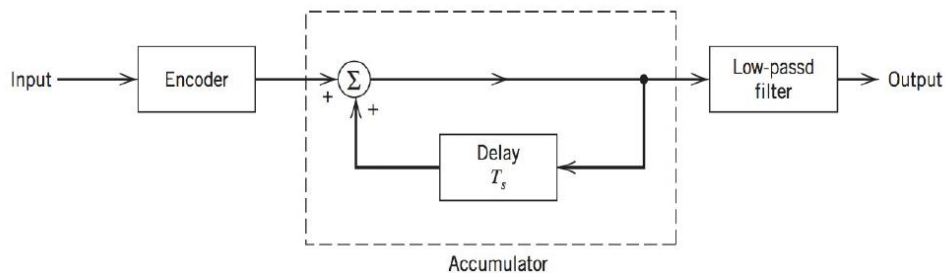 Input
Encoder
Σ
+
+
Delay
T_s
Low-passd
filter
Output
Accumulator